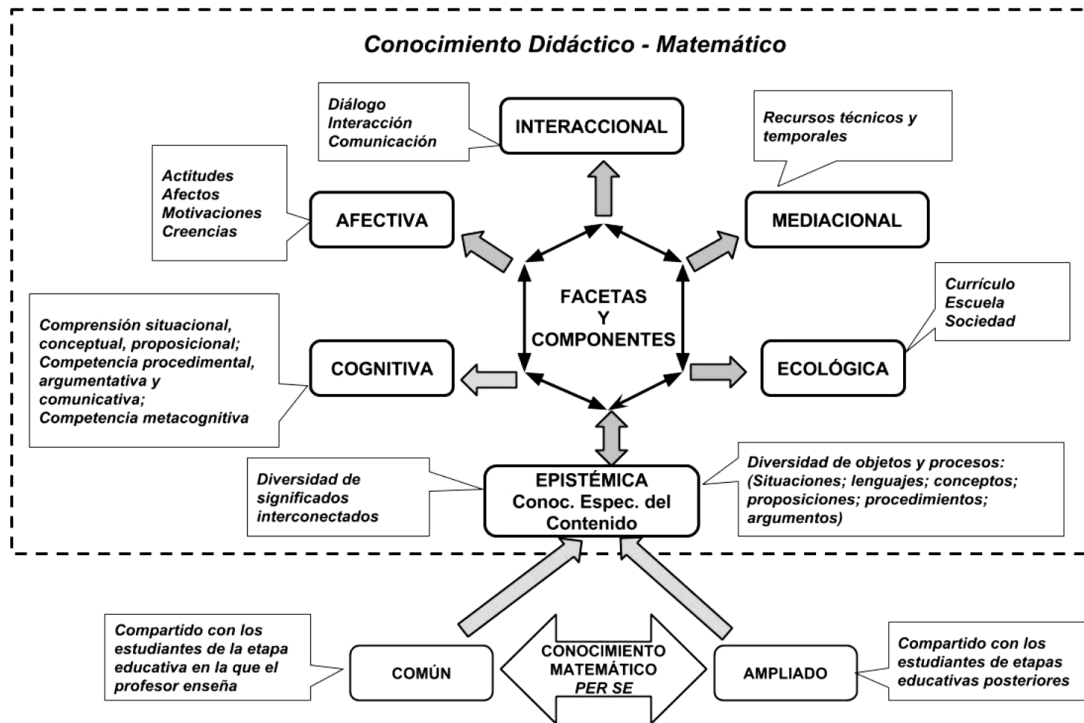 Conocimiento Didáctico - Matemático
Diálogo
Interacción
Comunicación
INTERACCIONAL
Recursos técnicos y
temporales
Actitudes
Afectos
Motivaciones
Creencias
AFECTIVA
MEDIACIONAL
FACETAS
Y
COMPONENTES
Currículo
Escuela
Sociedad
Comprensión situacional,
conceptual, proposicional;
Competencia procedimental,
argumentativa y
comunicativa;
Competencia metacognitiva
COGNITIVA
ECOLÓGICA
Diversidad de
significados
interconectados
EPISTÉMICA
Conoc. Espec. del
Contenido
Diversidad de objetos y procesos:
(Situaciones; lenguajes; conceptos;
proposiciones; procedimientos;
argumentos)
Compartido con los
estudiantes de la etapa
educativa en la que el
profesor enseña
COMÚN
CONOCIMIENTO
MATEMÁTICO
PER SE
AMPLIADO
Compartido con los
estudiantes de etapas
educativas posteriores